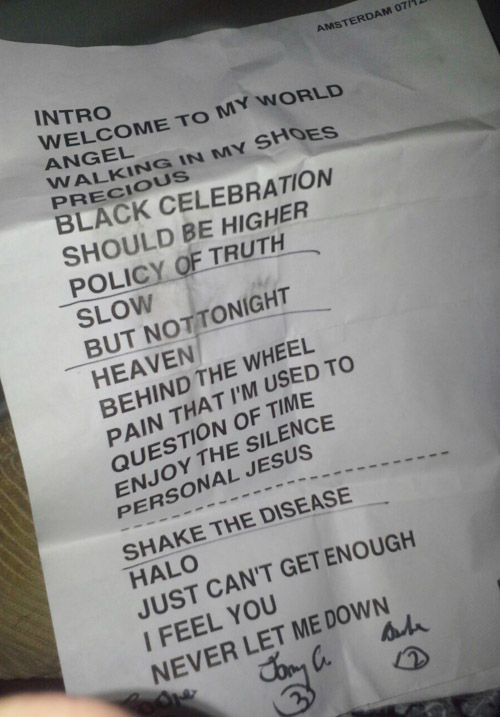 AMSTERDAM 07/12
INTRO
WELCOME TO MY WORLD
ANGEL
WALKING IN MY SHOES
PRECIOUS
BLACK CELEBRATION
SHOULD BE HIGHER
POLICY OF TRUTH
SLOW
BUT NOT TONIGHT
HEAVEN
BEHIND THE WHEEL
PAIN THAT I'M USED TO
QUESTION OF TIME
ENJOY THE SILENCE
PERSONAL JESUS
SHAKE THE DISEASE
HALO
JUST CAN'T GET ENOUGH
I FEEL YOU
NEVER LET ME DOWN
3
2